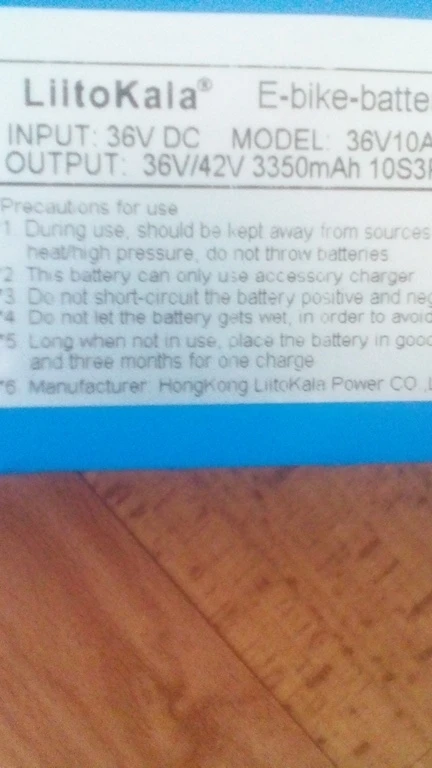 LiitoKala® E-bike-batte
INPUT: 36V DC MODEL: 36V10A
OUTPUT: 36V/42V 3350mAh 10S3P
Precautions for use
*1 During use, should be kept away from sources
heat/high pressure, do not throw batteries
*2 This battery can only use accessory charger
*3 Do not short-circuit the battery positive and neg
*4 Do not let the battery gets wet, in order to avoid
*5 Long when not in use, place the battery in good
and three months for one charge
*6 Manufacturer HongKong LiitoKala Power CO.,L